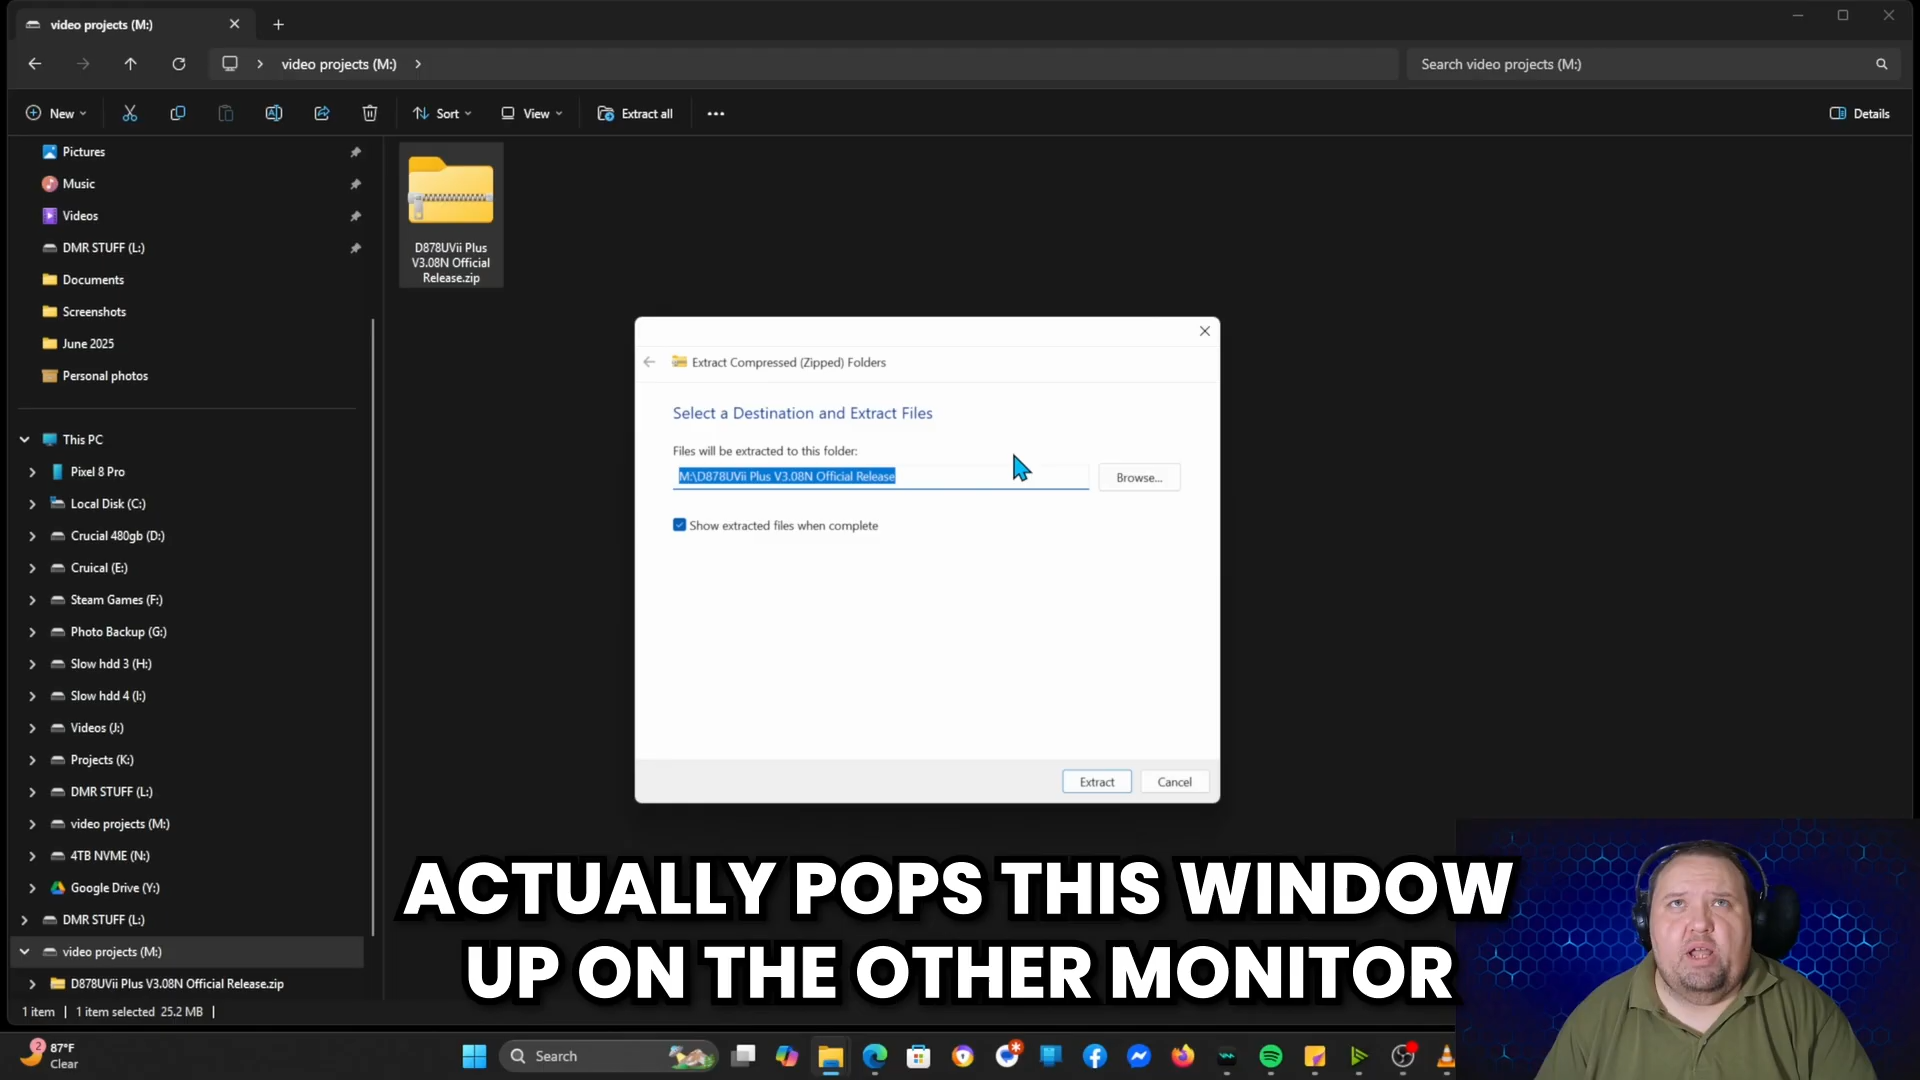 video projects (M:)
video projects (M:)
Search video projects (M:)
New
Sort
View
Extract all
Details
Pictures
Music
Videos
DMR STUFF (L:)
Documents
Screenshots
June 2025
Personal photos
This PC
Pixel 8 Pro
Local Disk (C:)
Crucial 480gb (D:)
Cruical (E:)
Steam Games (F:)
Photo Backup (G:)
Slow hdd 3 (H:)
Slow hdd 4 (I:)
Videos (J:)
Projects (K:)
DMR STUFF (L:)
video projects (M:)
4TB NVME (N:)
Google Drive (Y:)
DMR STUFF (L:)
video projects (M:)
D878UVii Plus V3.08N Official Release.zip
D878UVii Plus
V3.08N Official
Release.zip
Extract Compressed (Zipped) Folders
Select a Destination and Extract Files
Files will be extracted to this folder:
M:\D878UVii Plus V3.08N Official Release
Browse...
Show extracted files when complete
Extract
Cancel
ACTUALLY POPS THIS WINDOW
UP ON THE OTHER MONITOR
1 item
1 item selected 25.2 MB
2
87°F
Clear
Search